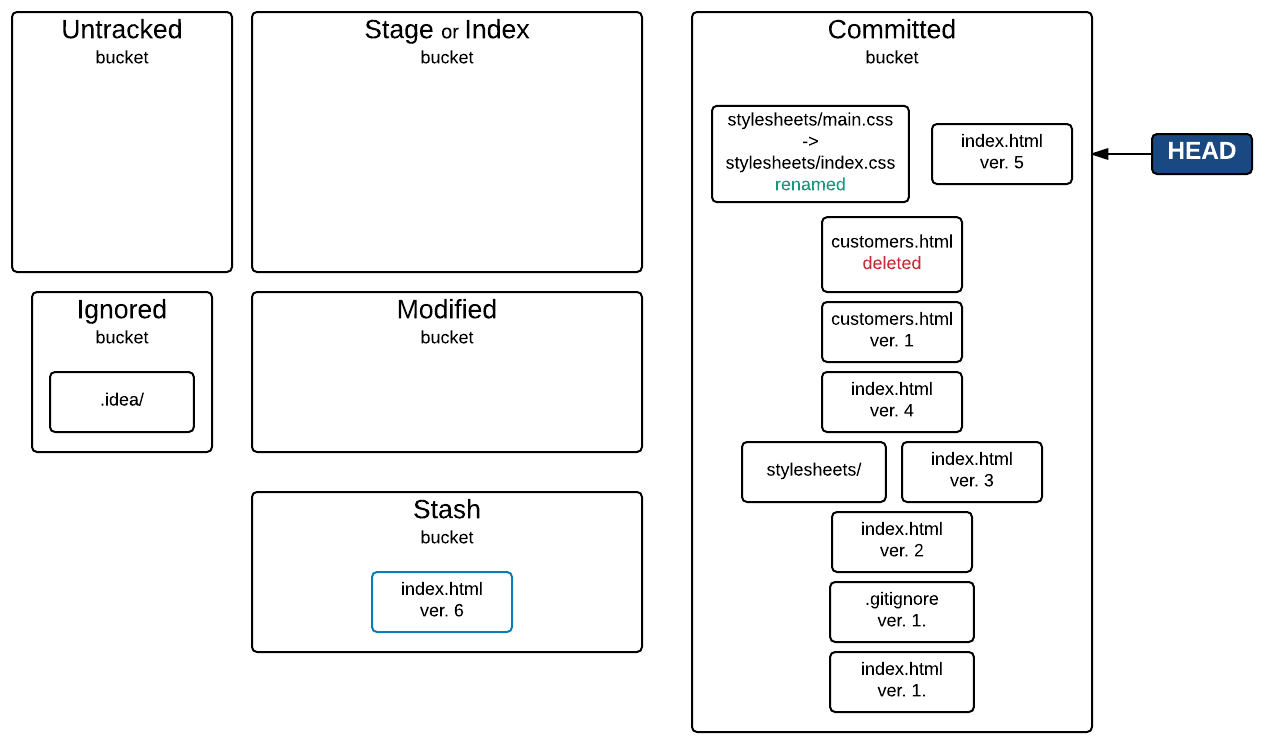 Untracked
bucket
Stage or Index
bucket
Committed
bucket
stylesheets/main.css
->
stylesheets/index.css
renamed
index.html
ver. 5
HEAD
customers.html
deleted
Ignored
bucket
.idea/
Modified
bucket
customers.html
ver. 1
index.html
ver. 4
stylesheets/
index.html
ver. 3
Stash
bucket
index.html
ver. 6
index.html
ver. 2
.gitignore
ver. 1.
index.html
ver. 1.